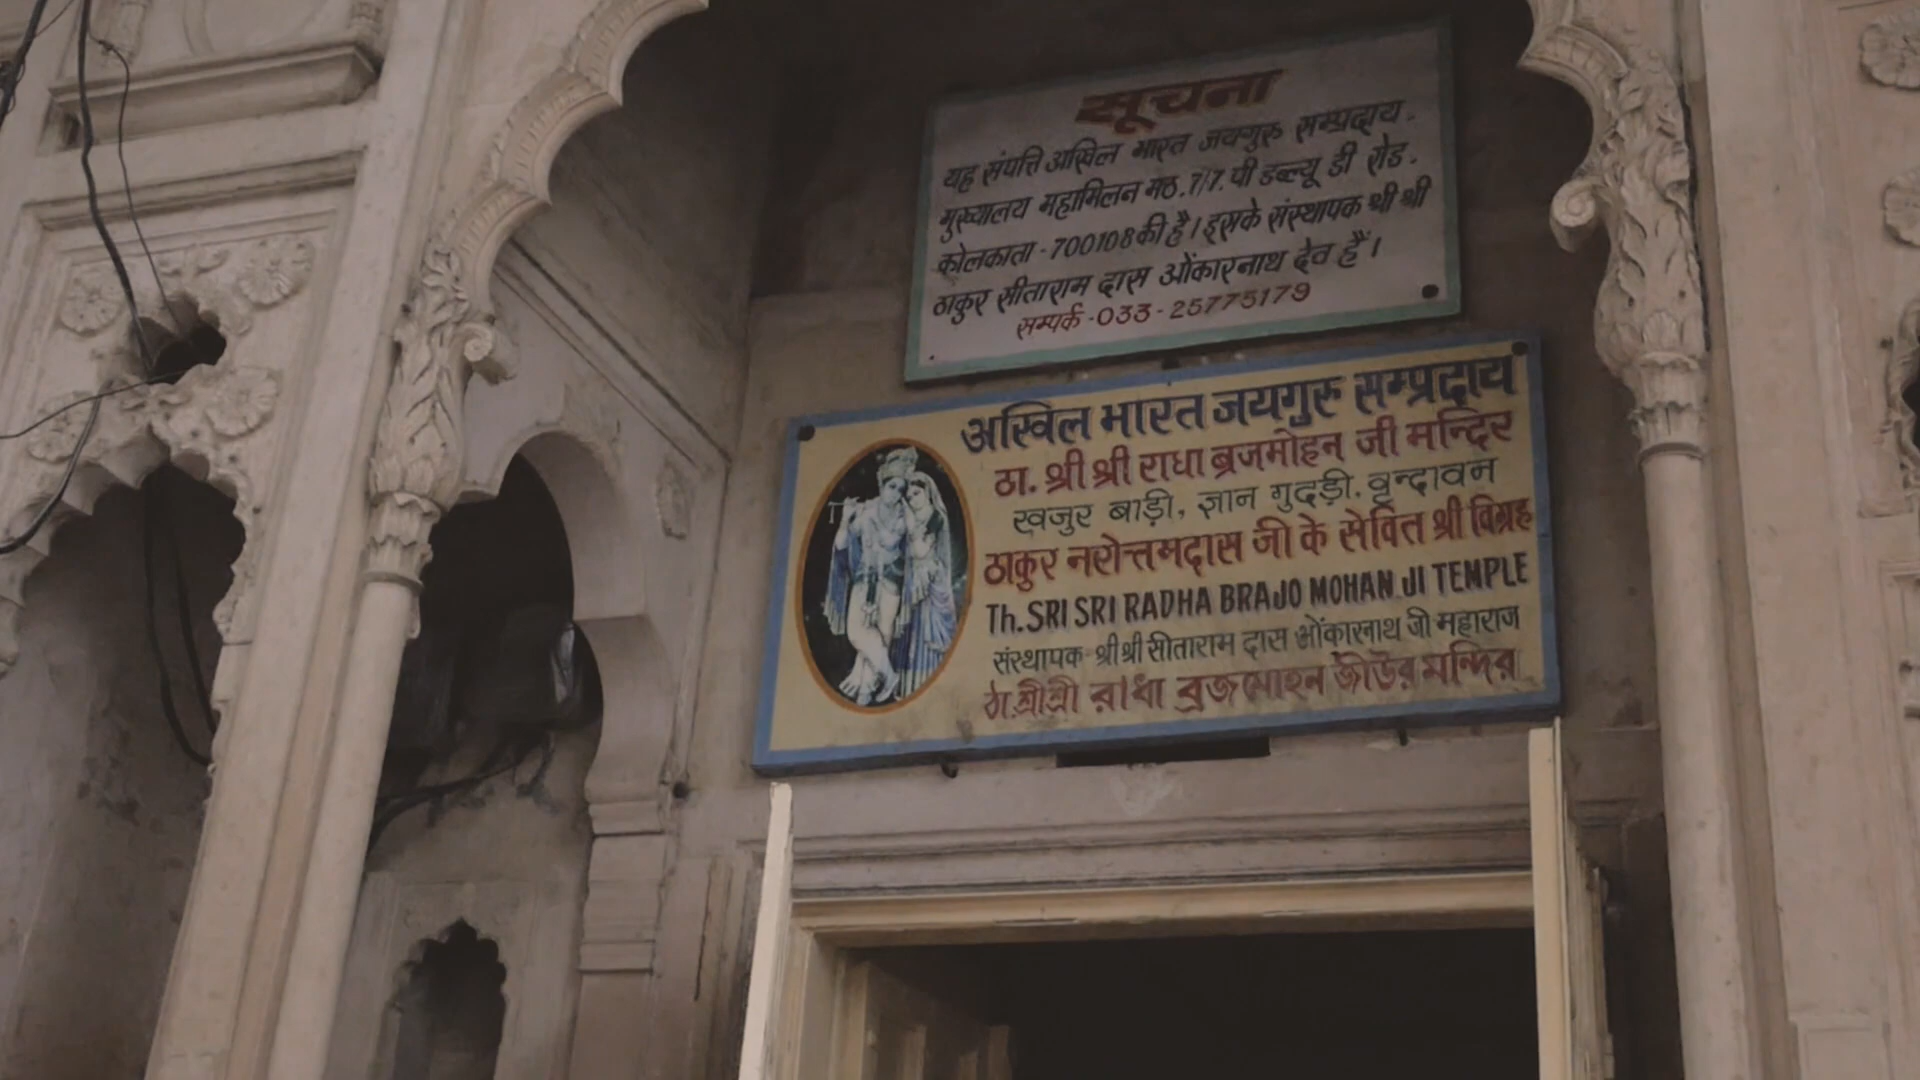 सूचना
यह संपत्ति अखिल भारत जयगुरु सम्प्रदाय.
मुख्यालय महामिलन मठ.7/7.पी डब्ल्यू डी रोड.
कोलकाता-700108 की है। इसके संस्थापक श्री श्री
ठाकुर सीताराम दास ओंकारनाथ देव हैं।
सम्पर्क-033-25775179
अखिल भारत जयगुरु सम्प्रदाय
ठा. श्री श्री राधा ब्रजमोहन जी मन्दिर
खजुर बाड़ी, ज्ञान गुदड़ी. वृन्दावन
ठाकुर नरोत्तमदास जी के सेवित श्री विग्रह
Th. SRI SRI RADHA BRAJO MOHAN JI TEMPLE
संस्थापक-श्री श्री सीताराम दास ओंकारनाथ जी महाराज
ঠা.শ্রীশ্রী রাধা ব্রজমোহন জীউর মন্দির